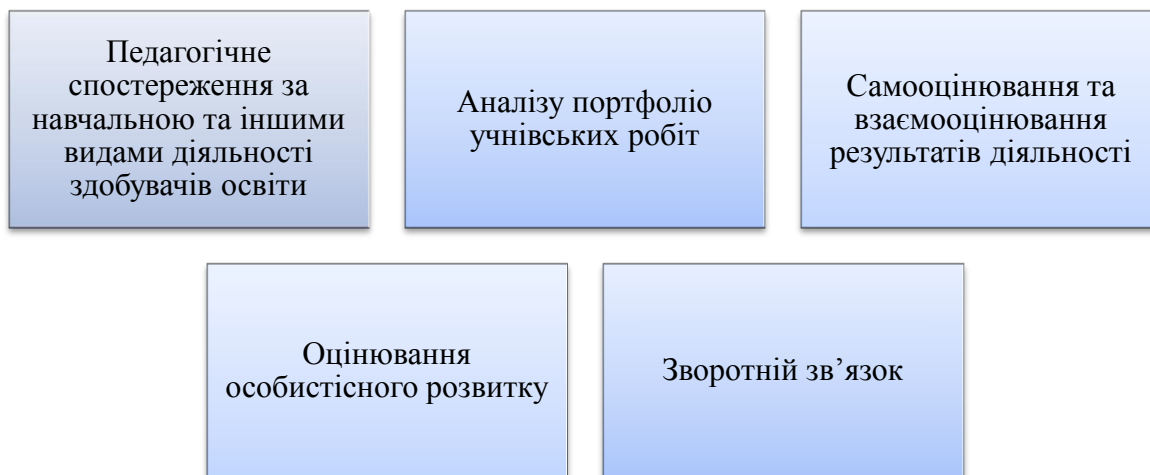 Педагогічне
спостереження за
навчальною та іншими
видами діяльності
здобувачів освіти
Аналізу портфоліо
учнівських робіт
Самооцінювання та
взаємооцінювання
результатів діяльності
Оцінювання
особистісного розвитку
Зворотній зв’язок